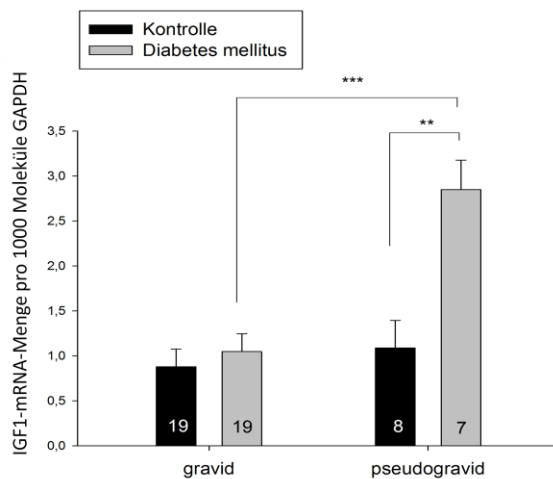 Kontrolle
Diabetes mellitus
IGF1-mRNA-Menge pro 1000 Moleküle GAPDH
***
**
3,5
3,0
2,5
2,0
1,5
1,0
0,5
0,0
19
19
8
7
gravid
pseudogravid